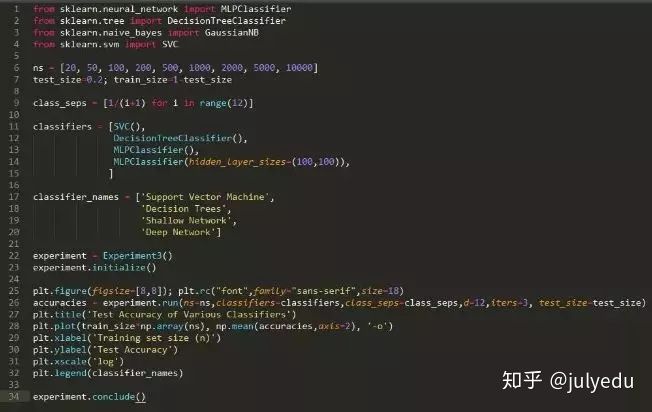 1 from sklearn.neural_network import MLPClassifier
2 from sklearn.tree import DecisionTreeClassifier
3 from sklearn.naive_bayes import GaussianNB
4 from sklearn.svm import SVC
5
6 ns = [20, 50, 100, 200, 500, 1000, 2000, 5000, 10000]
7 test_size=0.2; train_size=1-test_size
8
9 class_seps = [1/(i+1) for i in range(12)]
10
11 classifiers = [SVC(),
12 DecisionTreeClassifier(),
13 MLPClassifier(),
14 MLPClassifier(hidden_layer_sizes=(100,100)),
15 ]
16
17 classifier_names = ['Support Vector Machine',
18 'Decision Trees',
19 'Shallow Network',
20 'Deep Network']
21
22 experiment = Experiment3()
23 experiment.initialize()
24
25 plt.figure(figsize=[8,8]); plt.rc("font",family="sans-serif",size=18)
26 accuracies = experiment.run(ns=ns,classifiers=classifiers,class_seps=class_seps,d=12,iters=3, test_size=test_size)
27 plt.title('Test Accuracy of Various Classifiers')
28 plt.plot(train_size*np.array(ns), np.mean(accuracies,axis=2), '-o')
29 plt.xlabel('Training set size (n)')
30 plt.ylabel('Test Accuracy')
31 plt.xscale('log')
32 plt.legend(classifier_names)
33
34 experiment.conclude()
知乎 @julyedu